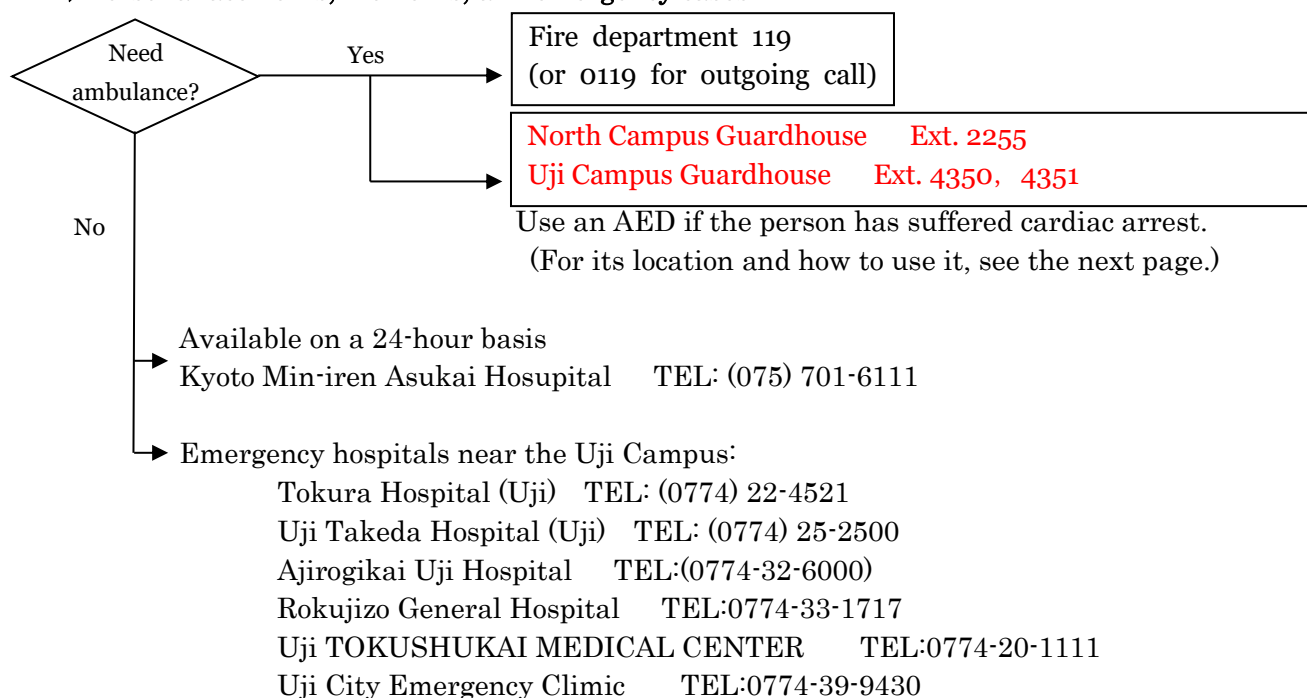 Need
ambulance?
Yes
Fire department 119
(or 0119 for outgoing call)
North Campus Guardhouse Ext. 2255
Uji Campus Guardhouse Ext. 4350, 4351
No
Use an AED if the person has suffered cardiac arrest.
(For its location and how to use it, see the next page.)
Available on a 24-hour basis
Kyoto Min-iren Asukai Hosupital TEL: (075) 701-6111
Emergency hospitals near the Uji Campus:
Tokura Hospital (Uji) TEL: (0774) 22-4521
Uji Takeda Hospital (Uji) TEL: (0774) 25-2500
Ajirogikai Uji Hospital TEL:(0774-32-6000)
Rokujizo General Hospital TEL:0774-33-1717
Uji TOKUSHUKAI MEDICAL CENTER TEL:0774-20-1111
Uji City Emergency Clinic TEL:0774-39-9430